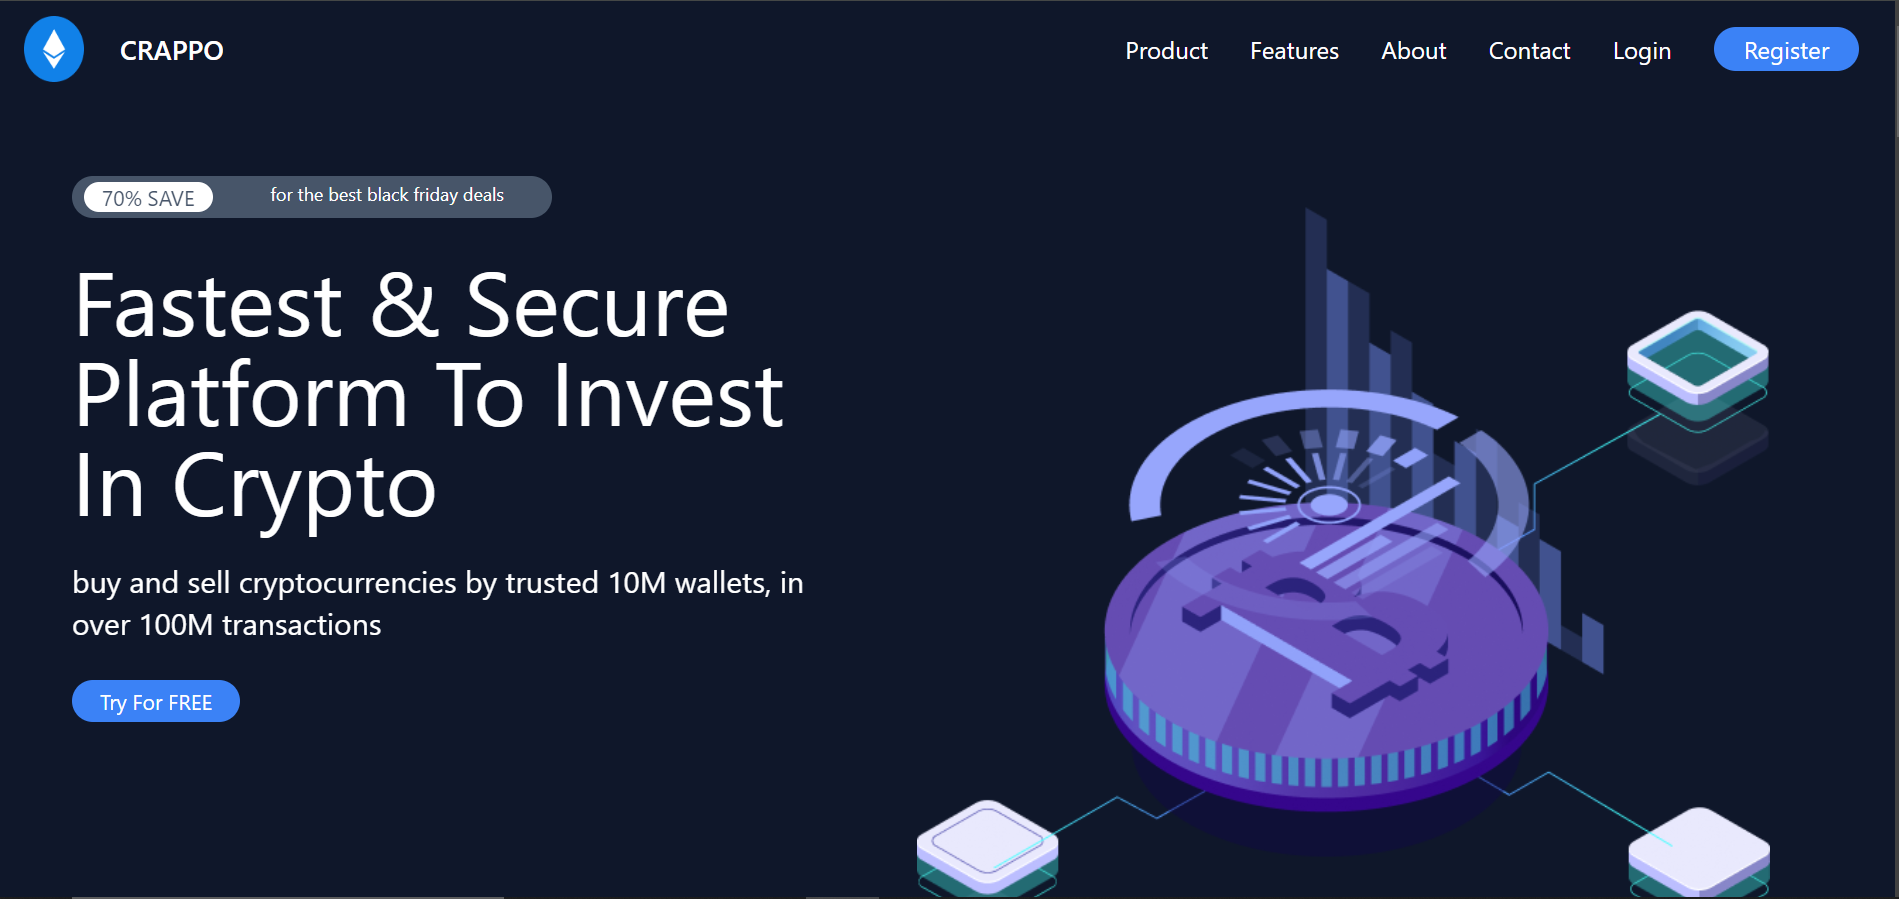 CRAPPO
Product
Features
About
Contact
Login
Register
70% SAVE
for the best black friday deals
Fastest & Secure
Platform To Invest
In Crypto
buy and sell cryptocurrencies by trusted 10M wallets, in
over 100M transactions
Try For FREE